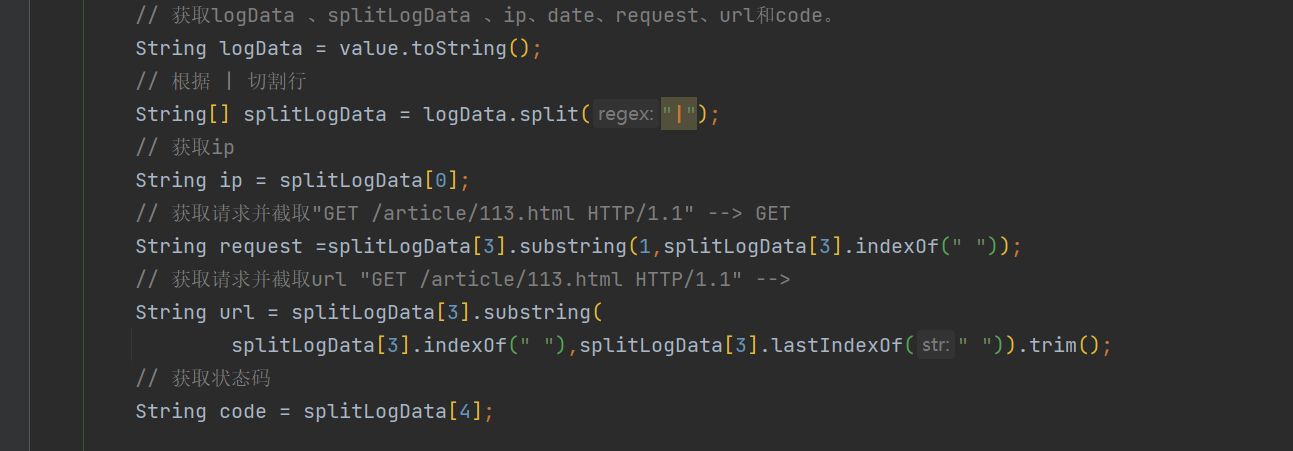 // 获取logData 、splitLogData 、ip、date、request、url和code。
String logData = value.toString();
// 根据 | 切割行
String[] splitLogData = logData.split( regex: "|");
// 获取ip
String ip = splitLogData[0];
// 获取请求并截取"GET /article/113.html HTTP/1.1" --> GET
String request =splitLogData[3].substring(1,splitLogData[3].indexOf(" "));
// 获取请求并截取url "GET /article/113.html HTTP/1.1" -->
String url = splitLogData[3].substring(
splitLogData[3].indexOf(" "),splitLogData[3].lastIndexOf( str: " ")).trim();
// 获取状态码
String code = splitLogData[4];